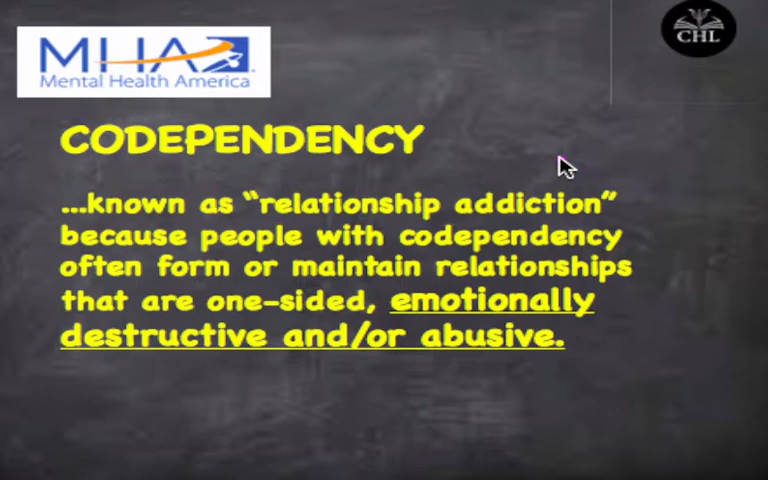 MHA
Mental Health America
CHL
CODEPENDENCY
...known as “relationship addiction”
because people with codependency
often form or maintain relationships
that are one-sided, emotionally
destructive and/or abusive.